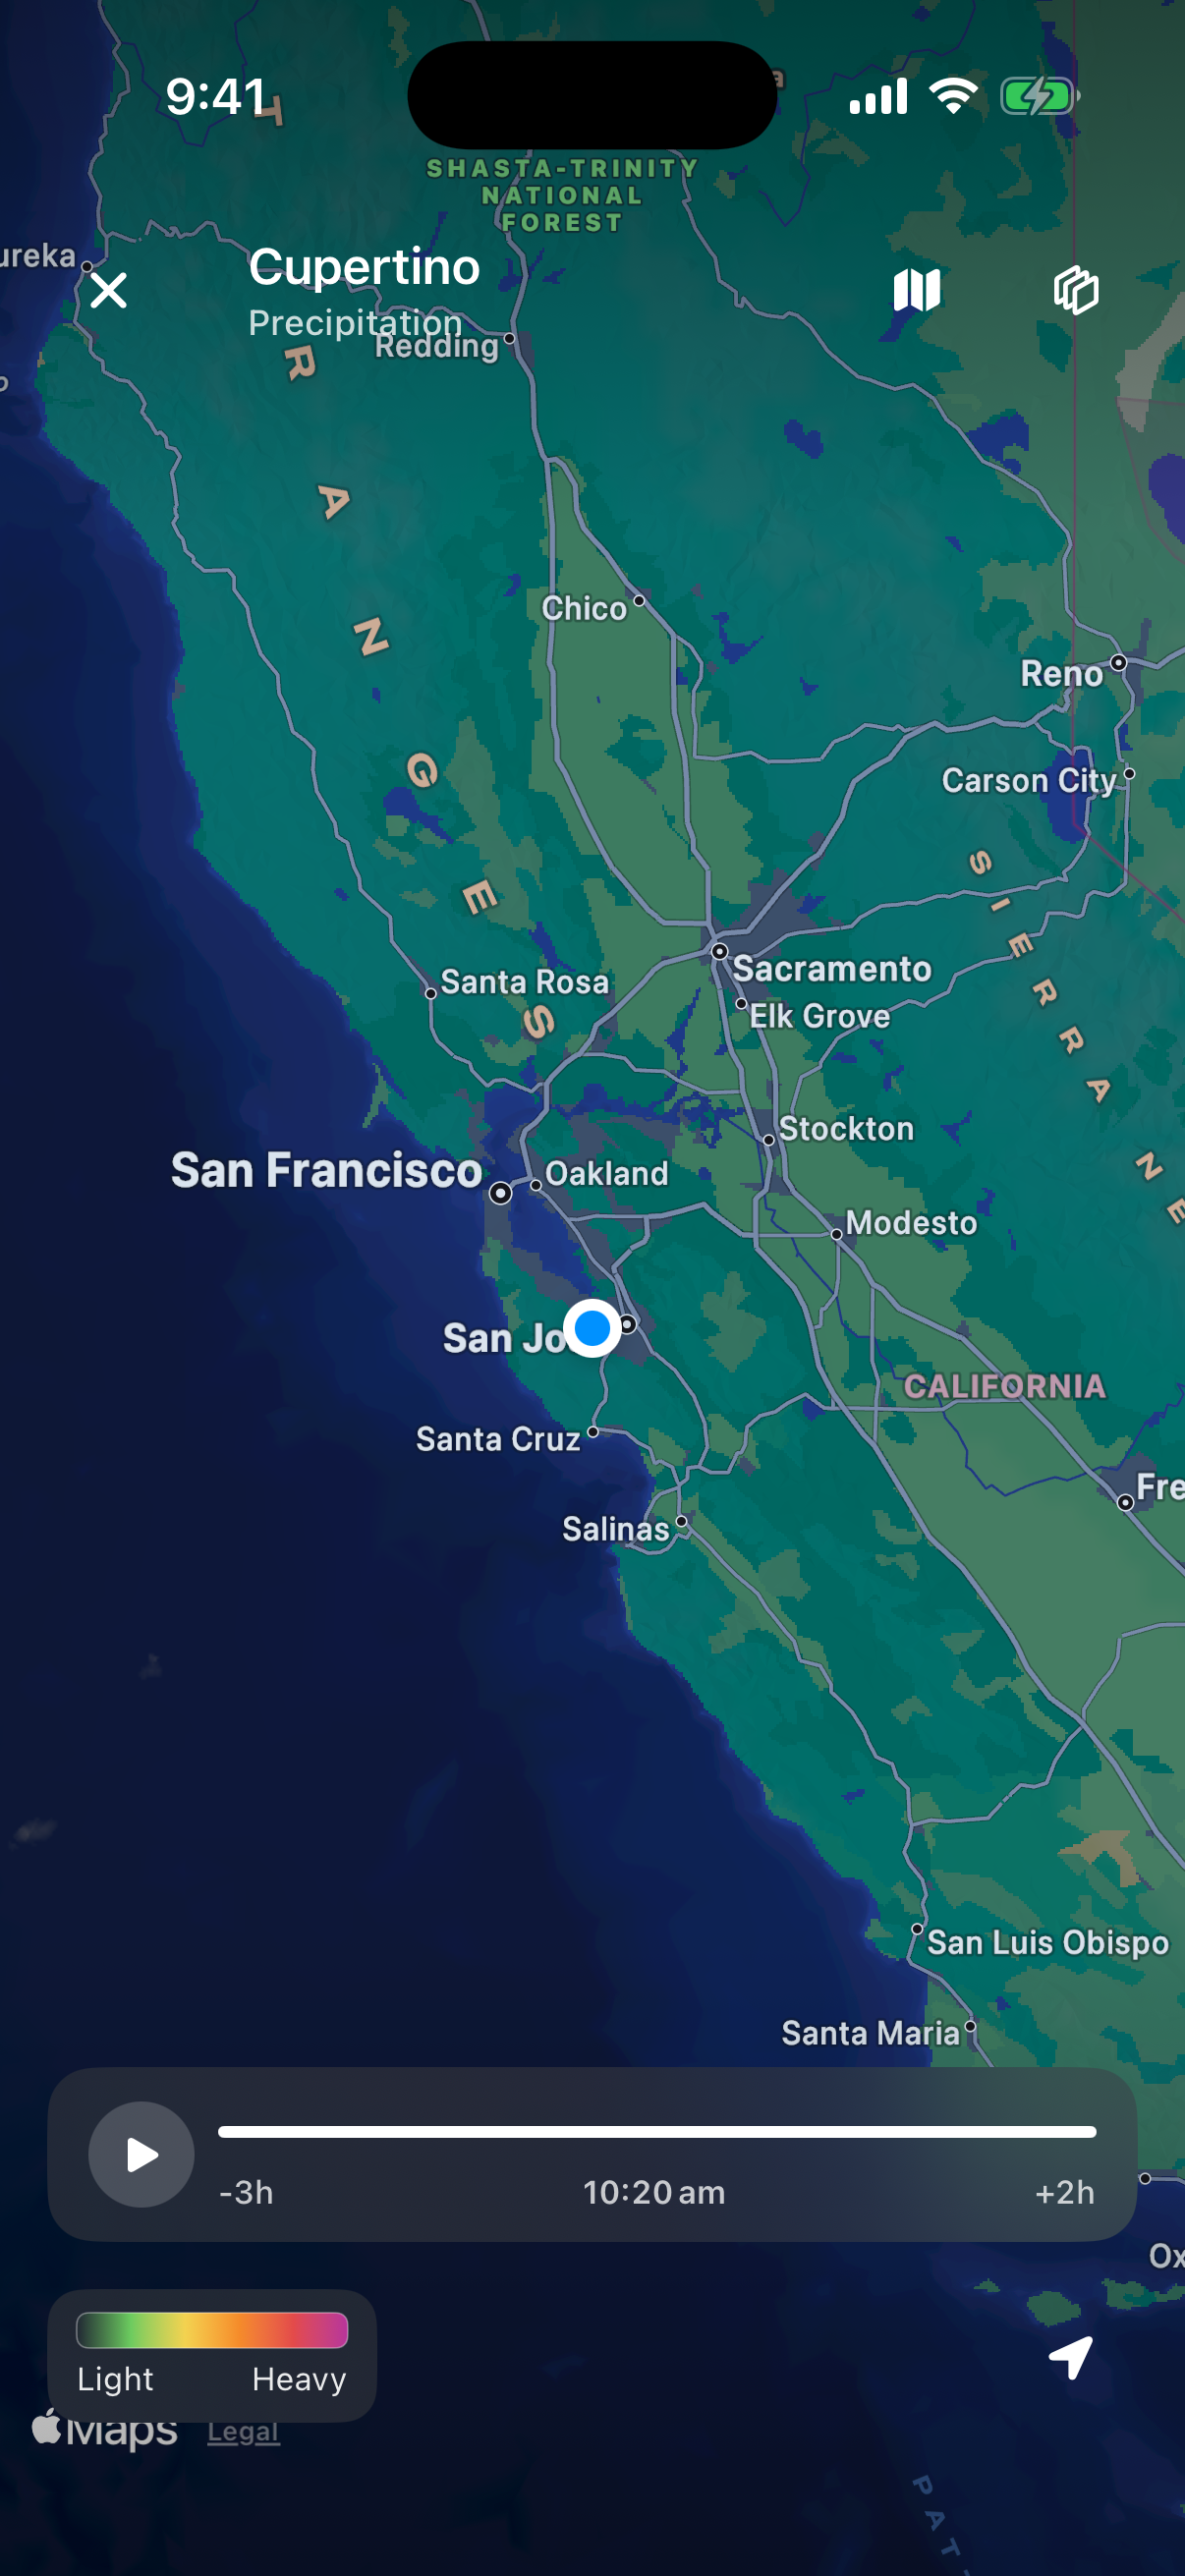 9:41
SHASTA-TRINITY
NATIONAL
FOREST
Cupertino
Precipitation
ureka
Redding
Chico
Reno
Carson City
Santa Rosa
Sacramento
Elk Grove
R
A
N
G
E
S
S
I
E
R
R
A
N
E
Stockton
San Francisco
Oakland
Modesto
San Jo
CALIFORNIA
Santa Cruz
Fre
Salinas
San Luis Obispo
Santa Maria
-3h
10:20 am
+2h
Ox
Light
Heavy
Maps
Legal
P
A
T